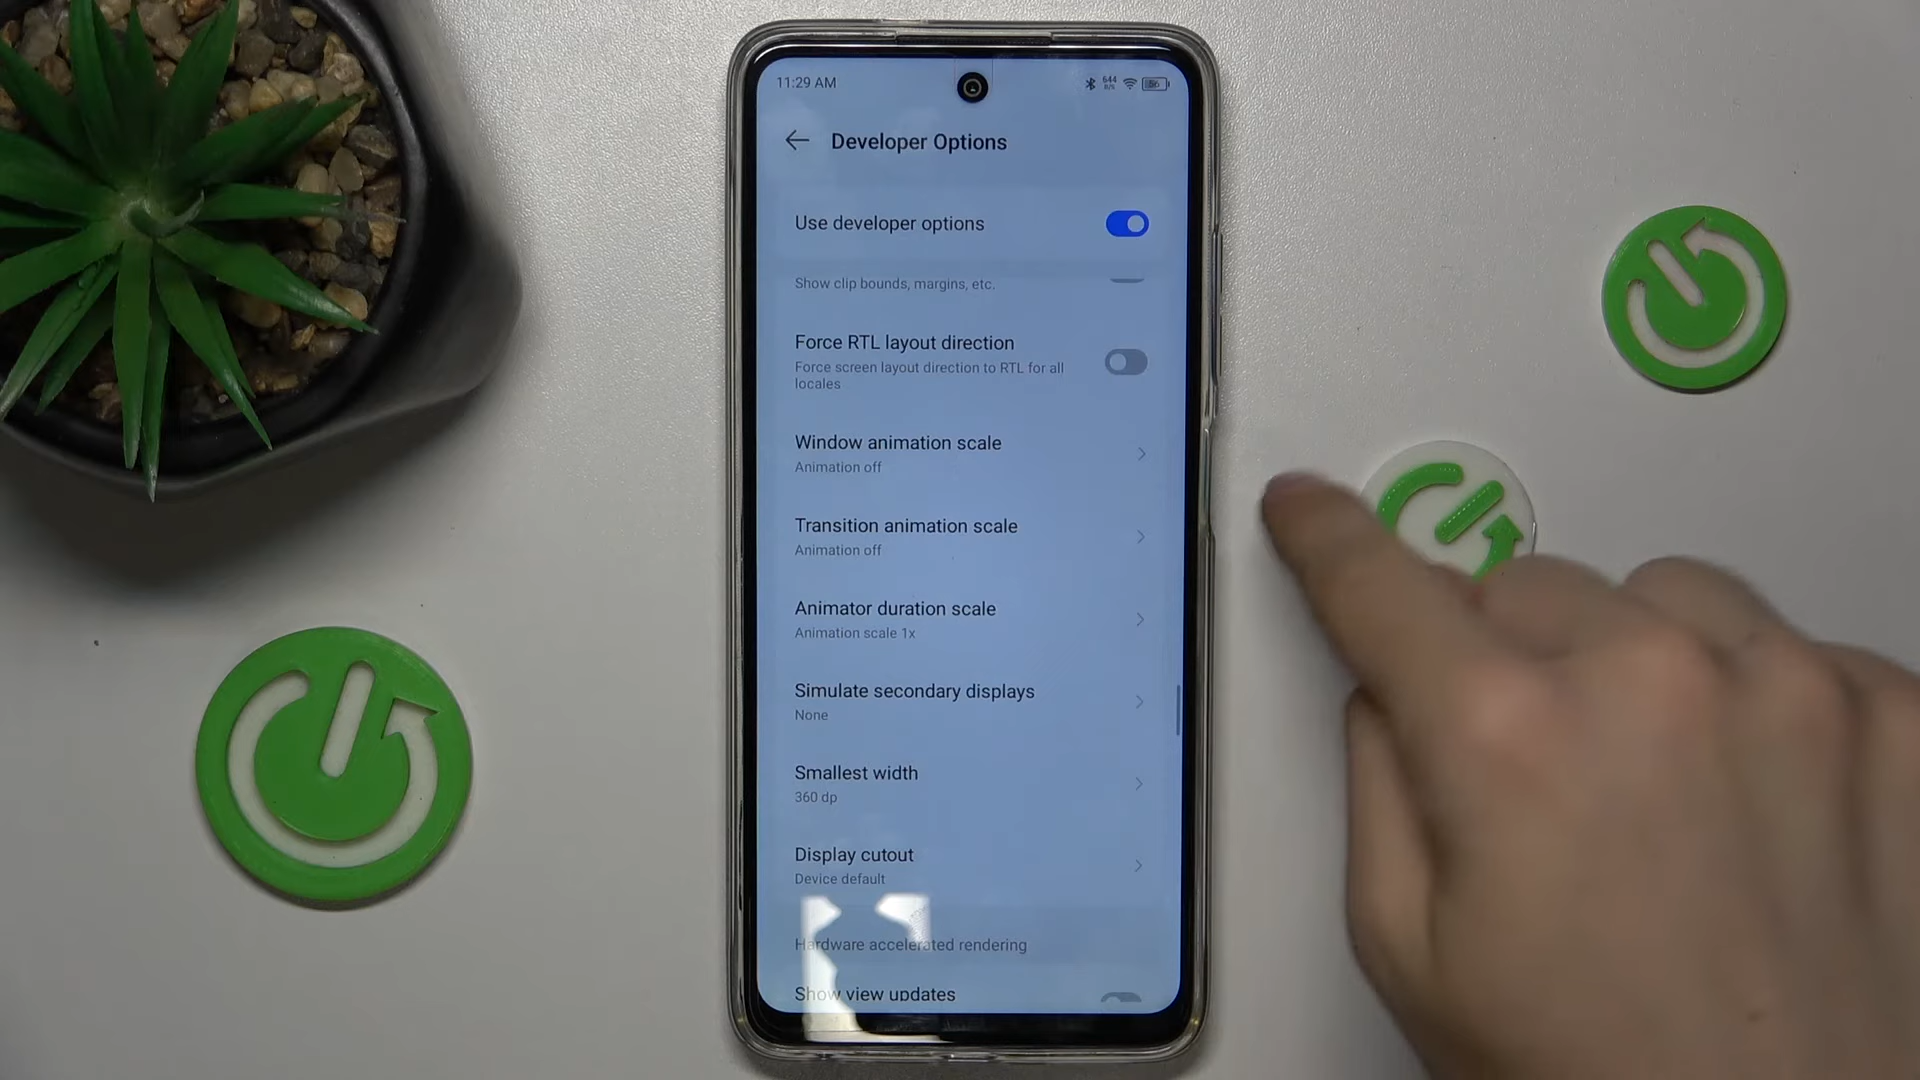 11:29 AM
644
B/S
Developer Options
Use developer options
Show clip bounds, margins, etc.
Force RTL layout direction
Force screen layout direction to RTL for all
locales
Window animation scale
Animation off
Transition animation scale
Animation off
Animator duration scale
Animation scale 1x
Simulate secondary displays
None
Smallest width
360 dp
Display cutout
Device default
Hardware accelerated rendering
Show view updates